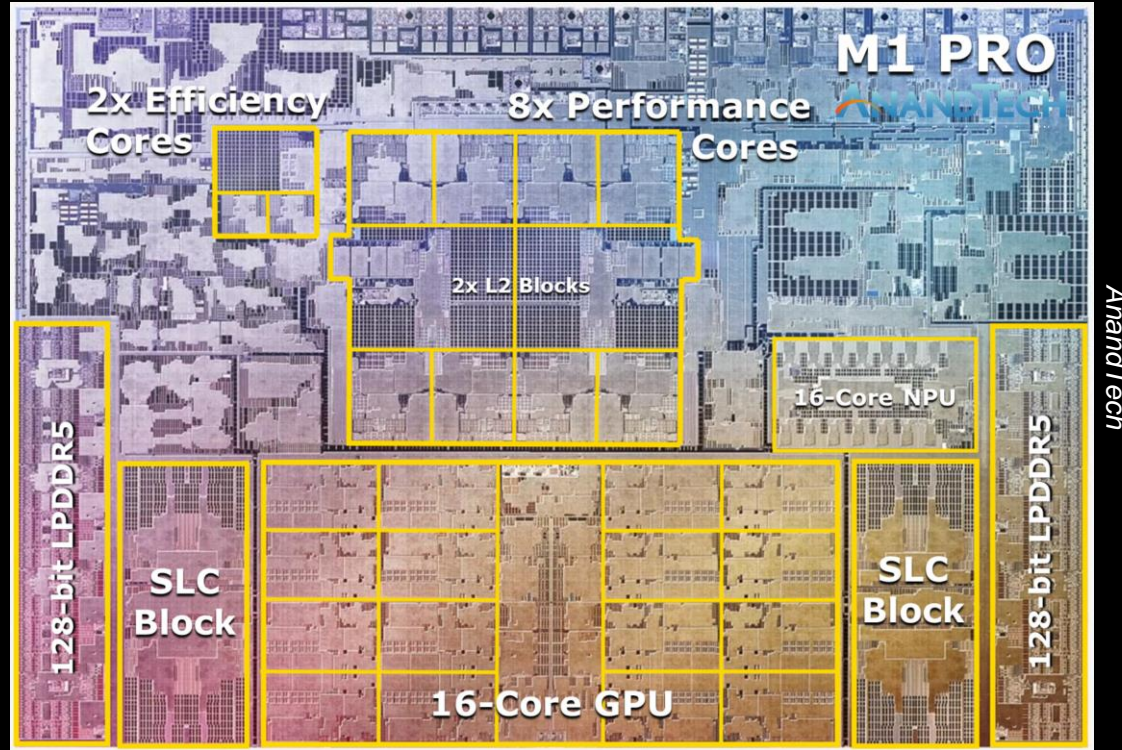 M1 PRO
ANANDTECH
2x Efficiency
Cores
8x Performance
Cores
2x L2 Blocks
16-Core NPU
128-bit LPDDR5
SLC
Block
16-Core GPU
SLC
Block
128-bit LPDDR5
AnandTech